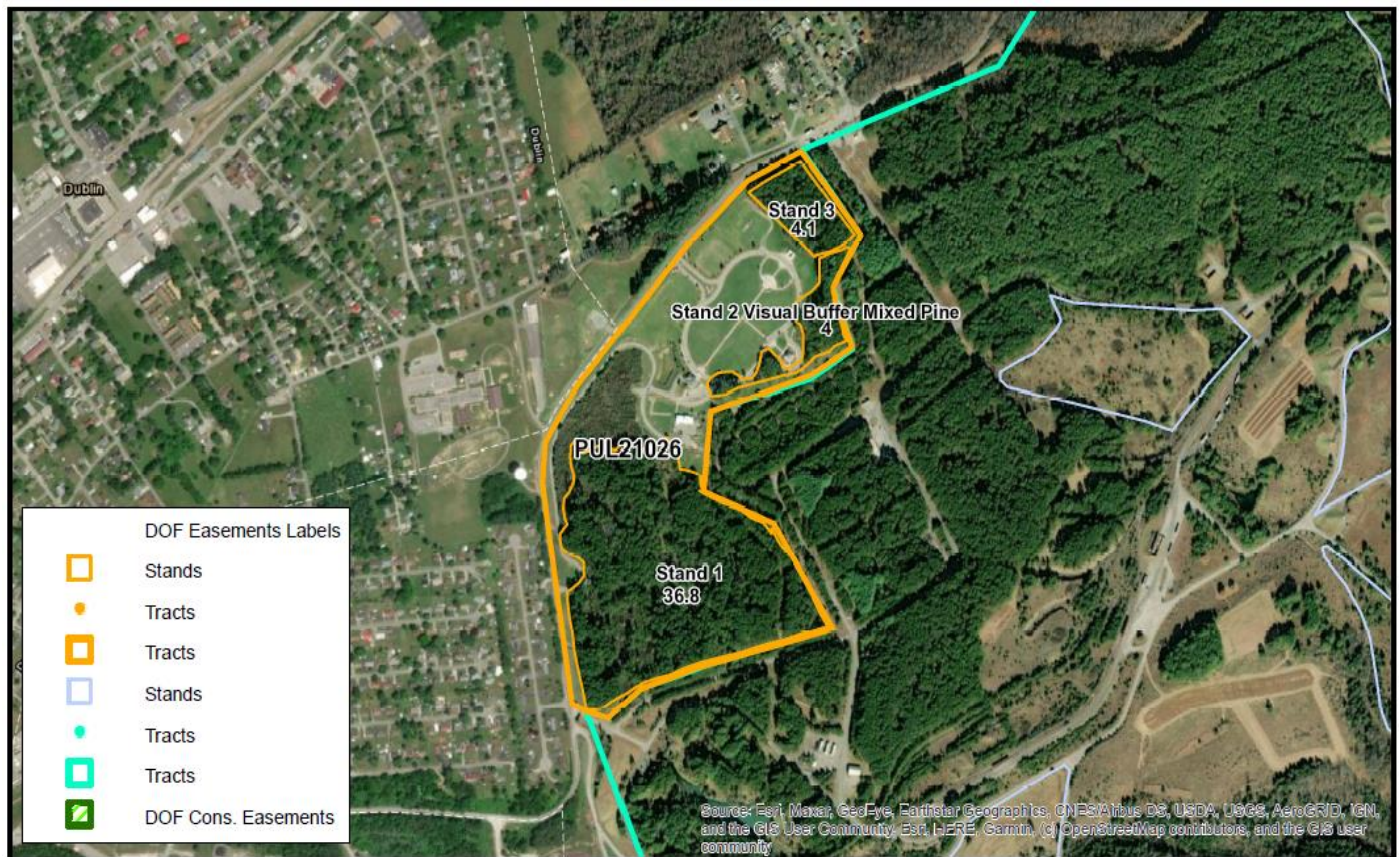 Dublin
Dublin
Stand 3
4.1
Stand 2 Visual Buffer Mixed Pine
4
PUL21026
Stand 1
36.8
DOF Easements Labels
Stands
Tracts
Tracts
Stands
Tracts
Tracts
DOF Cons. Easements
Source: Esri, Maxar, GeoEye, Earthstar Geographics, CNES/Airbus DS, USDA, USGS, AeroGRID, IGN,
and the GIS User Community, Esri, HERE, Garmin, (c) OpenStreetMap contributors, and the GIS user
community